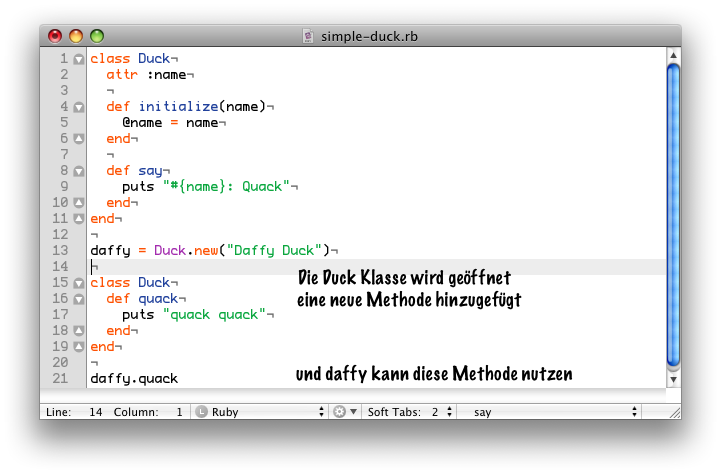 simple-duck.rb
1 class Duck¬
2   attr :name¬
3   ¬
4   def initialize(name)¬
5     @name = name¬
6   end¬
7   ¬
8   def say¬
9     puts "#{name}: Quack"¬
10   end¬
11 end¬
12 ¬
13 daffy = Duck.new("Daffy Duck")¬
14 ¬
Die Duck Klasse wird geöffnet
15 class Duck¬
16   def quack¬
eine neue Methode hinzugefügt
17     puts "quack quack"¬
18   end¬
19 end¬
20 ¬
21 daffy.quack
und daffy kann diese Methode nutzen
Line: 14 Column: 1 L Ruby Soft Tabs: 2 say